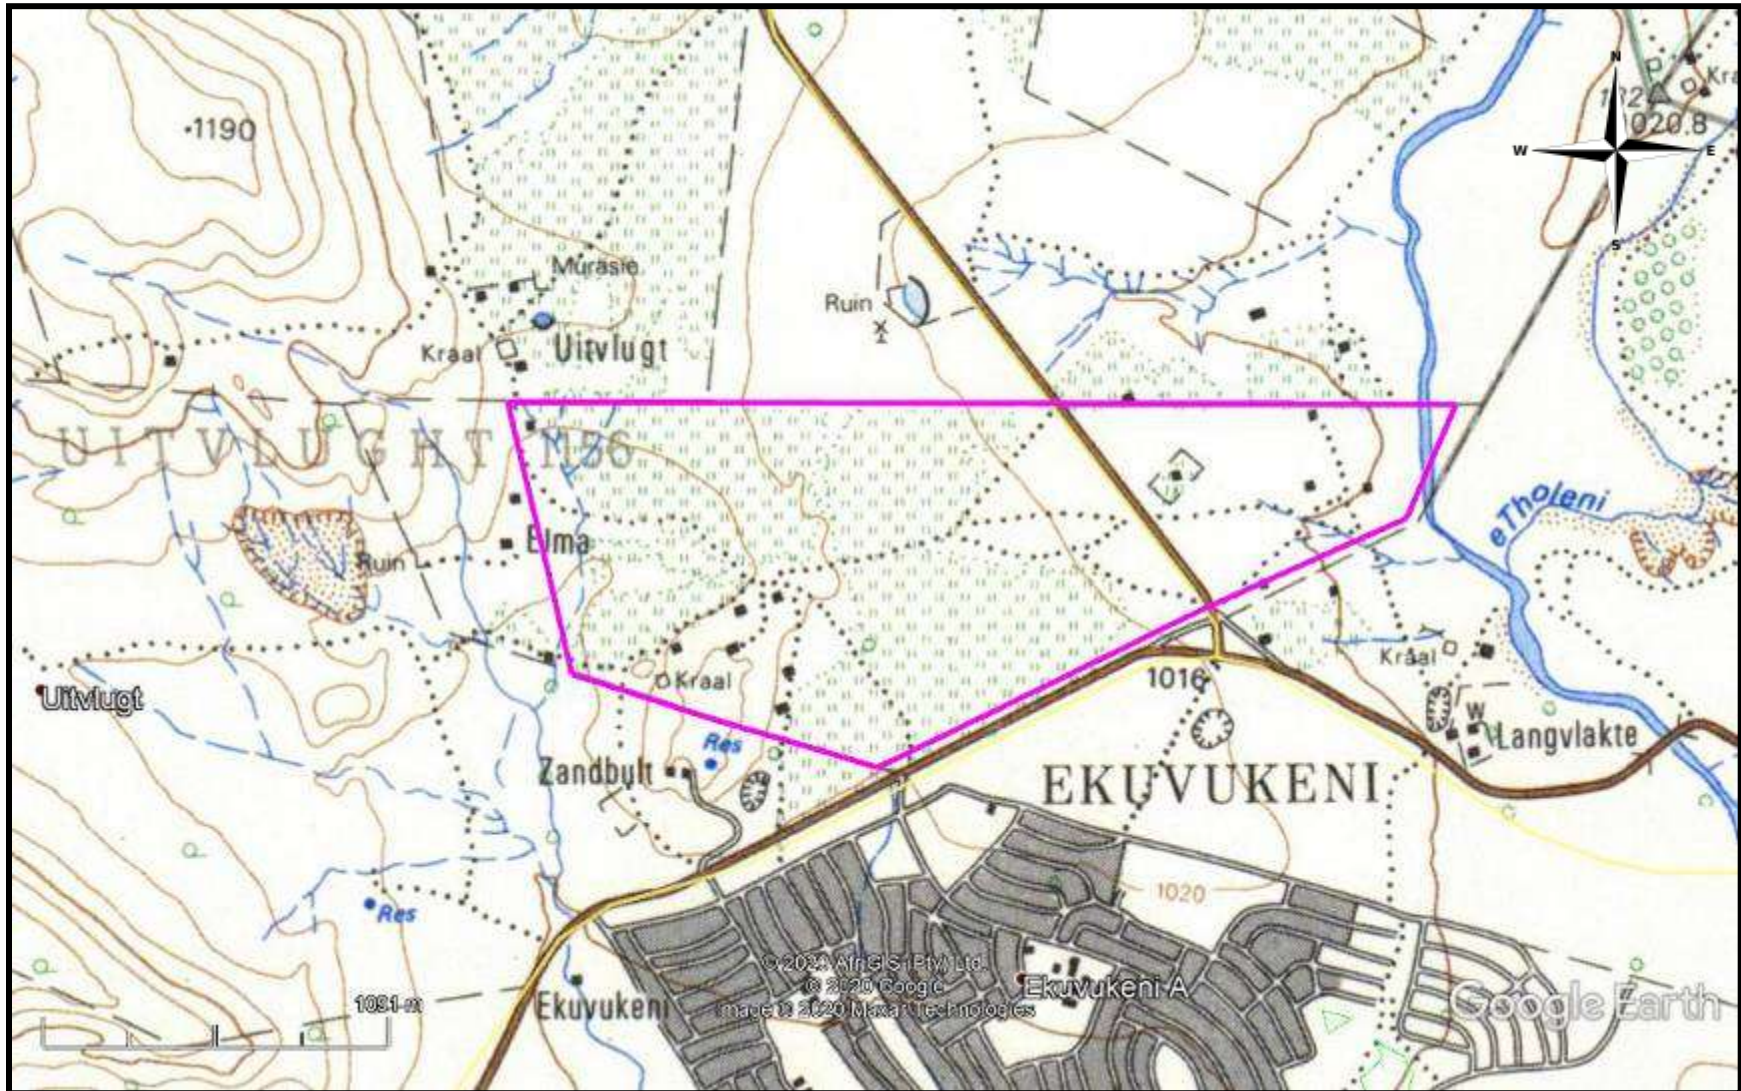 N
W
E
S
1190
020.8
Murasie
Ruin
Kraal
Uitvlugt
UITVLUGHT 1156
Elma
Ruin
eTholeni
Kraal
Kraal
1016
Uitvlugt
Res
W
Langvlakte
Zandbult
EKUVUKENI
1020
Res
© 2020 AfriGIS (Pty) Ltd.
© 2020 Google
Image © 2020 Maxar Technologies
Ekuvukeni A
Ekuvukeni
1091 m
Google Earth